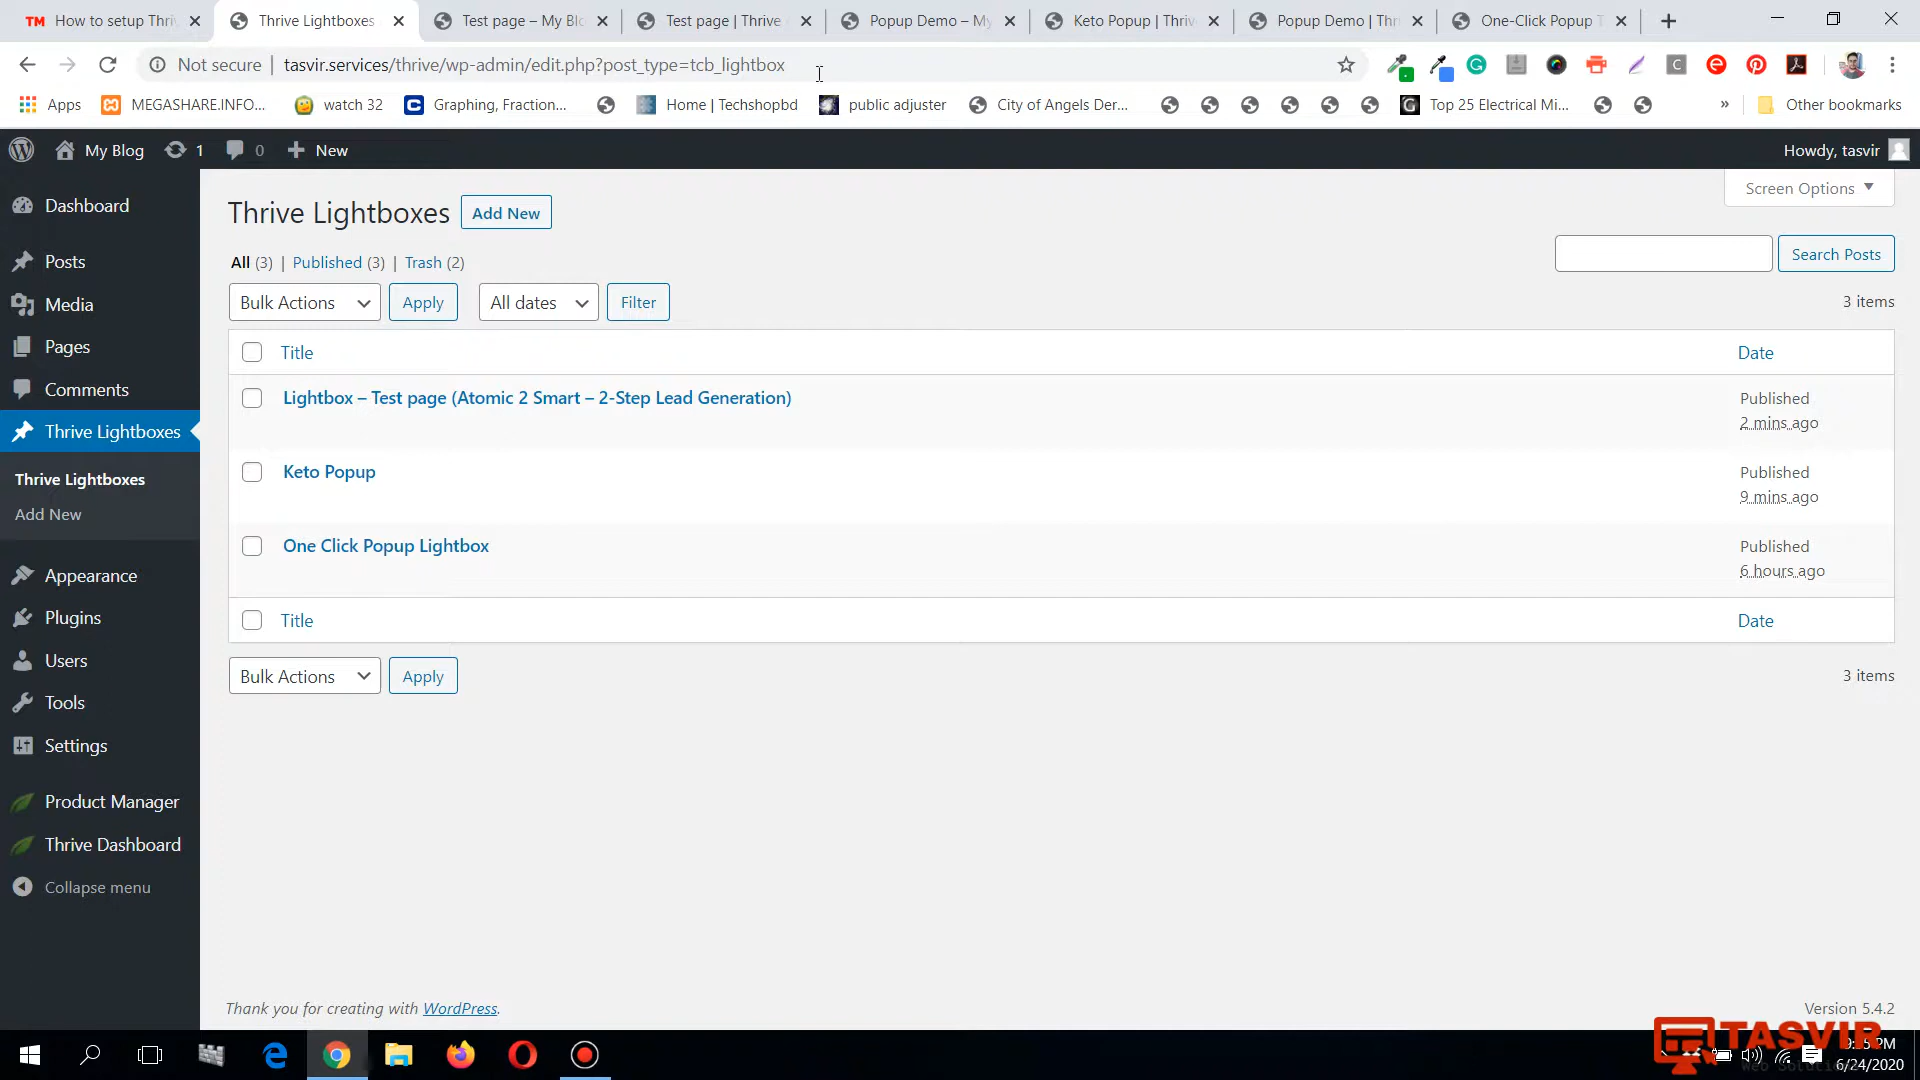 TM How to setup Thriv
Thrive Lightboxes
Test page – My Blo
Test page | Thrive
Popup Demo – My
Keto Popup | Thriv
Popup Demo | Thri
One-Click Popup T
Not secure | tasvir.services/thrive/wp-admin/edit.php?post_type=tcb_lightbox
Apps MEGASHARE.INFO... watch 32 Graphing, Fraction... Home | Techshopbd public adjuster City of Angels Der... Top 25 Electrical Mi... » Other bookmarks
My Blog 1 0 New Howdy, tasvir
Dashboard
Posts
Media
Pages
Comments
Thrive Lightboxes
Thrive Lightboxes
Add New
Appearance
Plugins
Users
Tools
Settings
Product Manager
Thrive Dashboard
Collapse menu
Screen Options
Thrive Lightboxes Add New
All (3) | Published (3) | Trash (2)
Search Posts
Bulk Actions Apply All dates Filter 3 items
Title Date
Lightbox – Test page (Atomic 2 Smart – 2-Step Lead Generation) Published
2 mins ago
Keto Popup Published
9 mins ago
One Click Popup Lightbox Published
6 hours ago
Title Date
Bulk Actions Apply 3 items
Thank you for creating with WordPress. Version 5.4.2
TASVIR
PM
6/24/2020